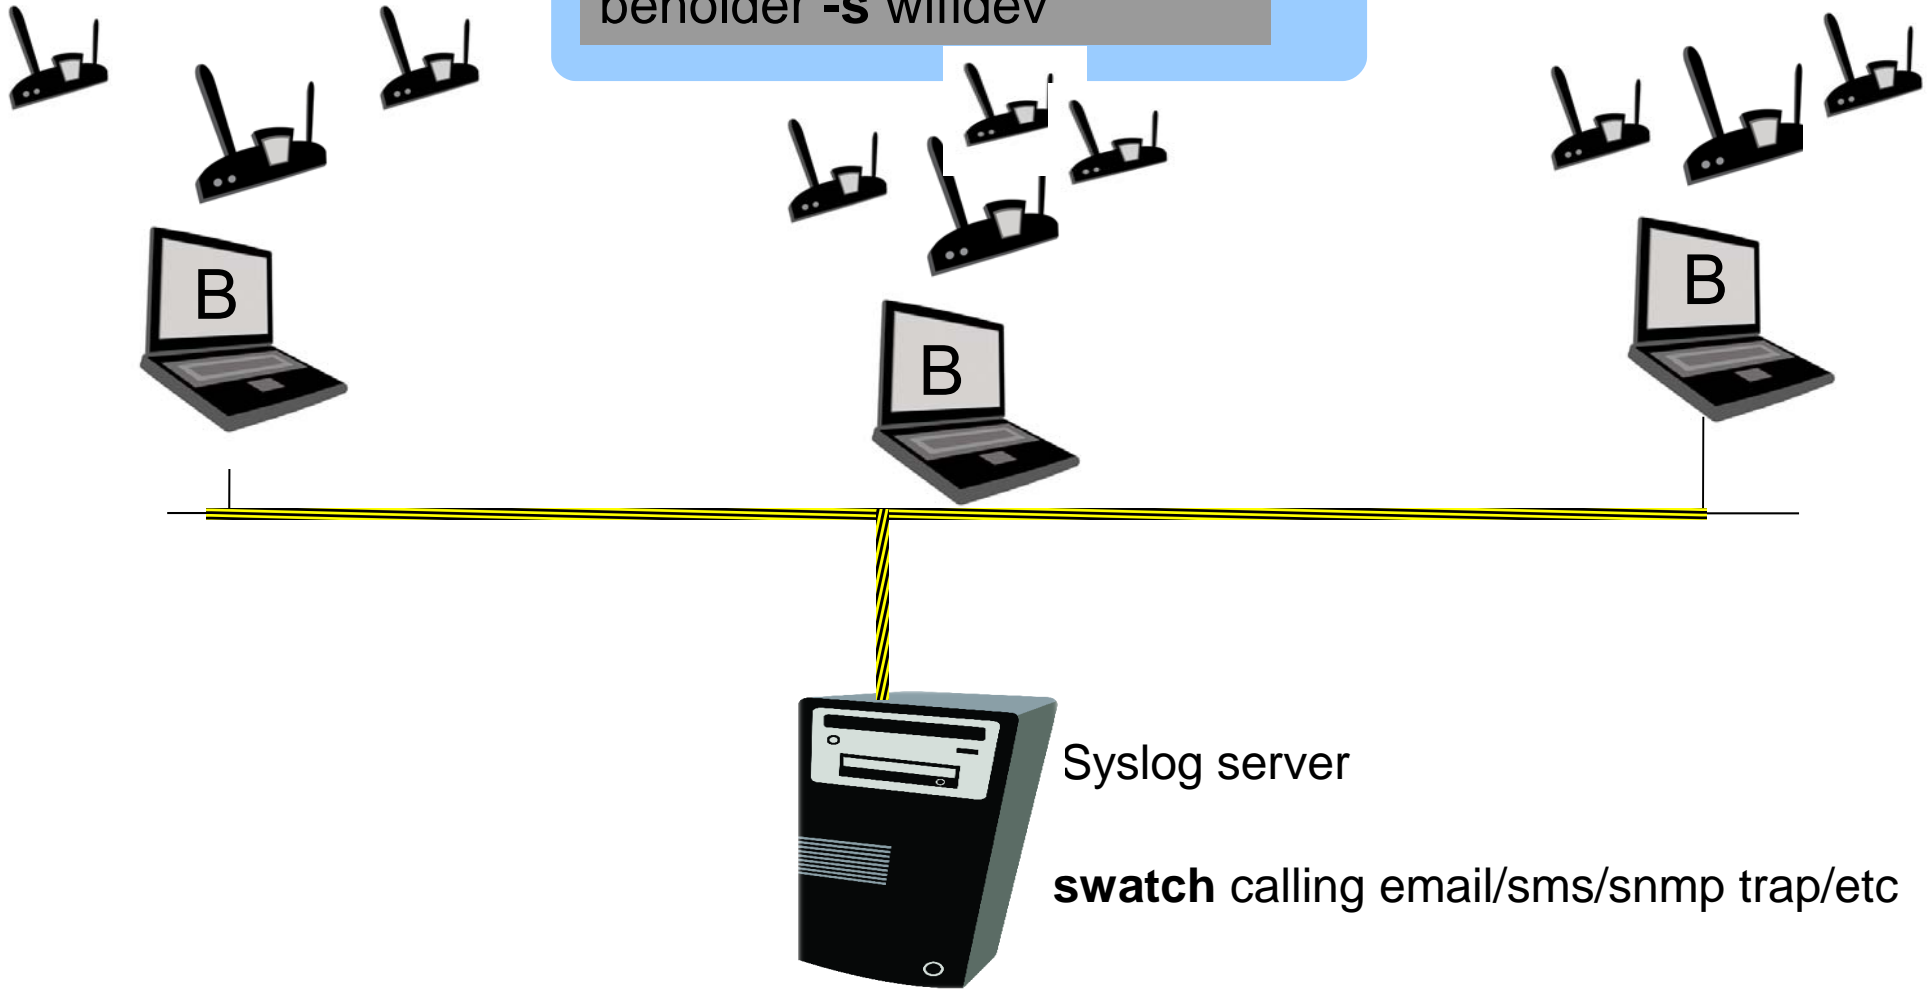 beholder -s wifidev
B
B
B
Syslog server
swatch calling email/sms/snmp trap/etc